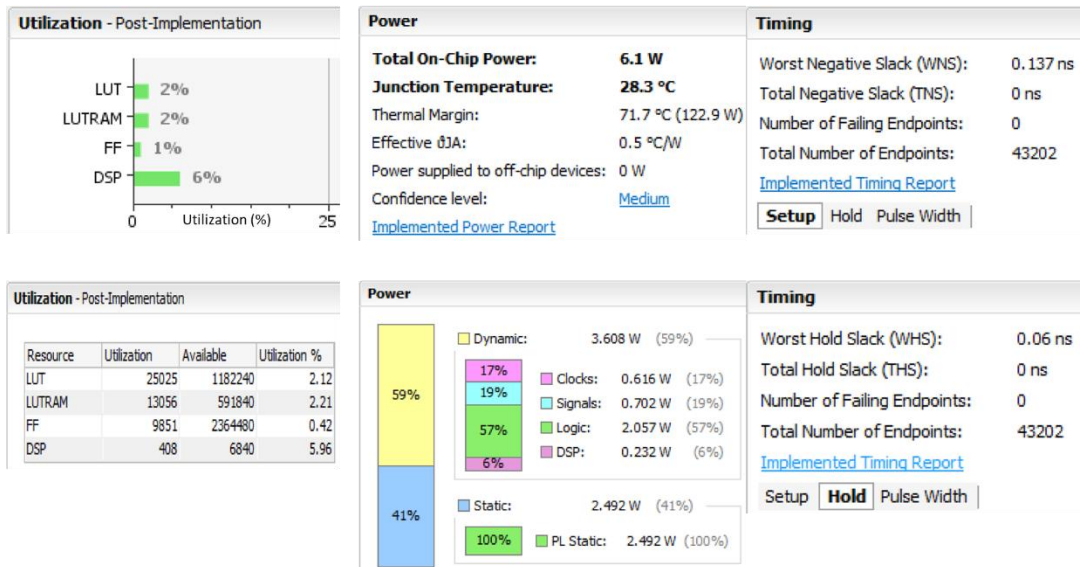 Utilization - Post-Implementation
LUT 2%
LUTRAM 2%
FF 1%
DSP 6%
0 Utilization (%) 25
Power
Total On-Chip Power: 6.1 W
Junction Temperature: 28.3 °C
Thermal Margin: 71.7 °C (122.9 W)
Effective ϑJA: 0.5 °C/W
Power supplied to off-chip devices: 0 W
Confidence level: Medium
Implemented Power Report
Timing
Worst Negative Slack (WNS): 0.137 ns
Total Negative Slack (TNS): 0 ns
Number of Failing Endpoints: 0
Total Number of Endpoints: 43202
Implemented Timing Report
Setup Hold Pulse Width
Utilization - Post-Implementation
Resource Utilization Available Utilization %
LUT 25025 1182240 2.12
LUTRAM 13056 591840 2.21
FF 9851 2364480 0.42
DSP 408 6840 5.96
Power
59%
41%
Dynamic: 3.608 W (59%)
17% Clocks: 0.616 W (17%)
19% Signals: 0.702 W (19%)
57% Logic: 2.057 W (57%)
6% DSP: 0.232 W (6%)
Static: 2.492 W (41%)
100% PL Static: 2.492 W (100%)
Timing
Worst Hold Slack (WHS): 0.06 ns
Total Hold Slack (THS): 0 ns
Number of Failing Endpoints: 0
Total Number of Endpoints: 43202
Implemented Timing Report
Setup Hold Pulse Width